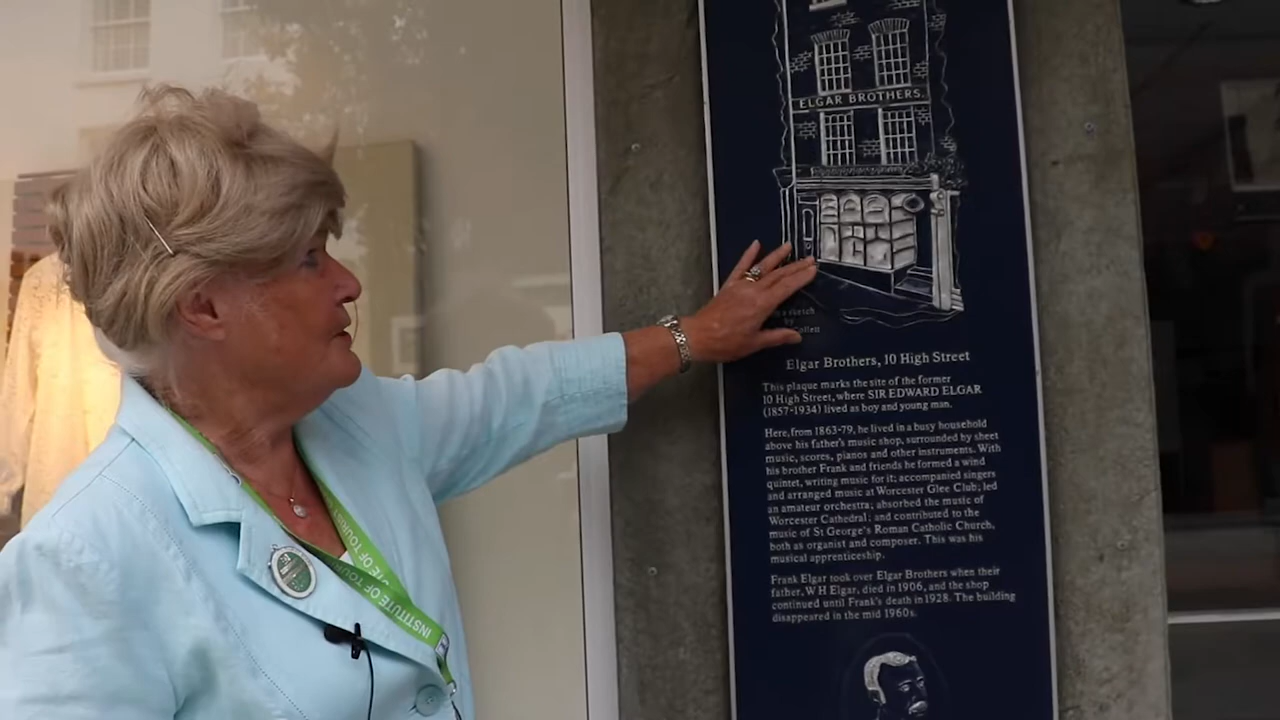 ELGAR BROTHERS.
sketch
by
Elgar Brothers, 10 High Street
This plaque marks the site of the former
10 High Street, where SIR EDWARD ELGAR
(1857-1934) lived as boy and young man.
Here, from 1863-79, he lived in a busy household
above his father's music shop, surrounded by sheet
music, scores, pianos and other instruments. With
his brother Frank and friends he formed a wind
quintet, writing music for it; accompanied singers
and arranged music at Worcester Glee Club; led
an amateur orchestra; absorbed the music of
Worcester Cathedral; and contributed to the
music of St George's Roman Catholic Church,
both as organist and composer. This was his
musical apprenticeship.
Frank Elgar took over Elgar Brothers when their
father, W H Elgar, died in 1906, and the shop
continued until Frank's death in 1928. The building
disappeared in the mid 1960s.
INSTITUTE OF TOURIST